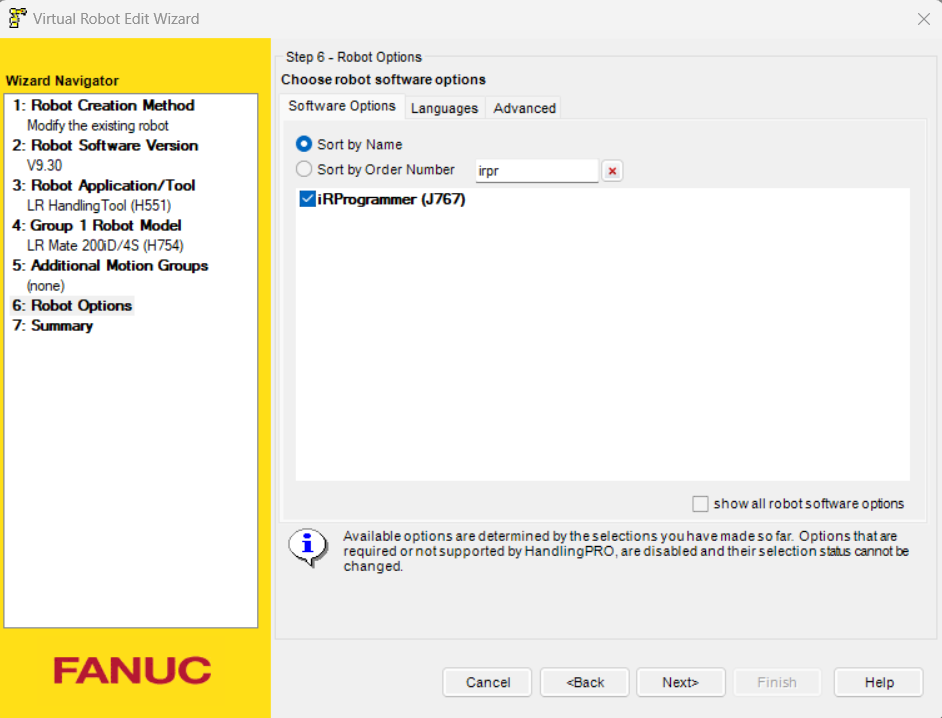 Virtual Robot Edit Wizard
Wizard Navigator
1: Robot Creation Method
Modify the existing robot
2: Robot Software Version
V9.30
3: Robot Application/Tool
LR HandlingTool (H551)
4: Group 1 Robot Model
LR Mate 200iD/4S (H754)
5: Additional Motion Groups
(none)
6: Robot Options
7: Summary
FANUC
Step 6 - Robot Options
Choose robot software options
Software Options
Languages
Advanced
Sort by Name
Sort by Order Number
irpr
iRProgrammer (J767)
show all robot software options
Available options are determined by the selections you have made so far. Options that are
required or not supported by HandlingPRO, are disabled and their selection status cannot be
changed.
Cancel
<Back
Next>
Finish
Help